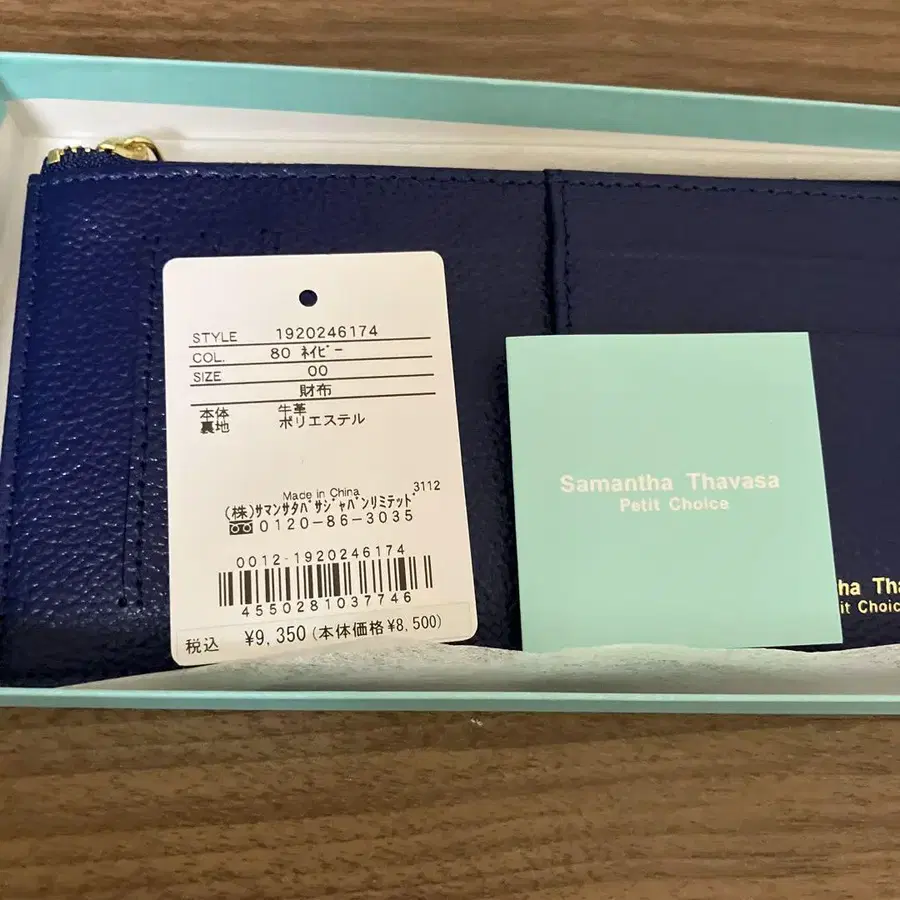 STYLE 1920246174
COL. 80 ネイビー
SIZE 00
財布
本体 牛革
裏地 ポリエステル
Made in China 3112
(株)サマンサタバサジャパンリミテッド
0120-86-3035
0012-1920246174
4550281037746
税込 ¥9,350(本体価格¥8,500)
Samantha Thavasa
Petit Choice
ha Tha
it Choic